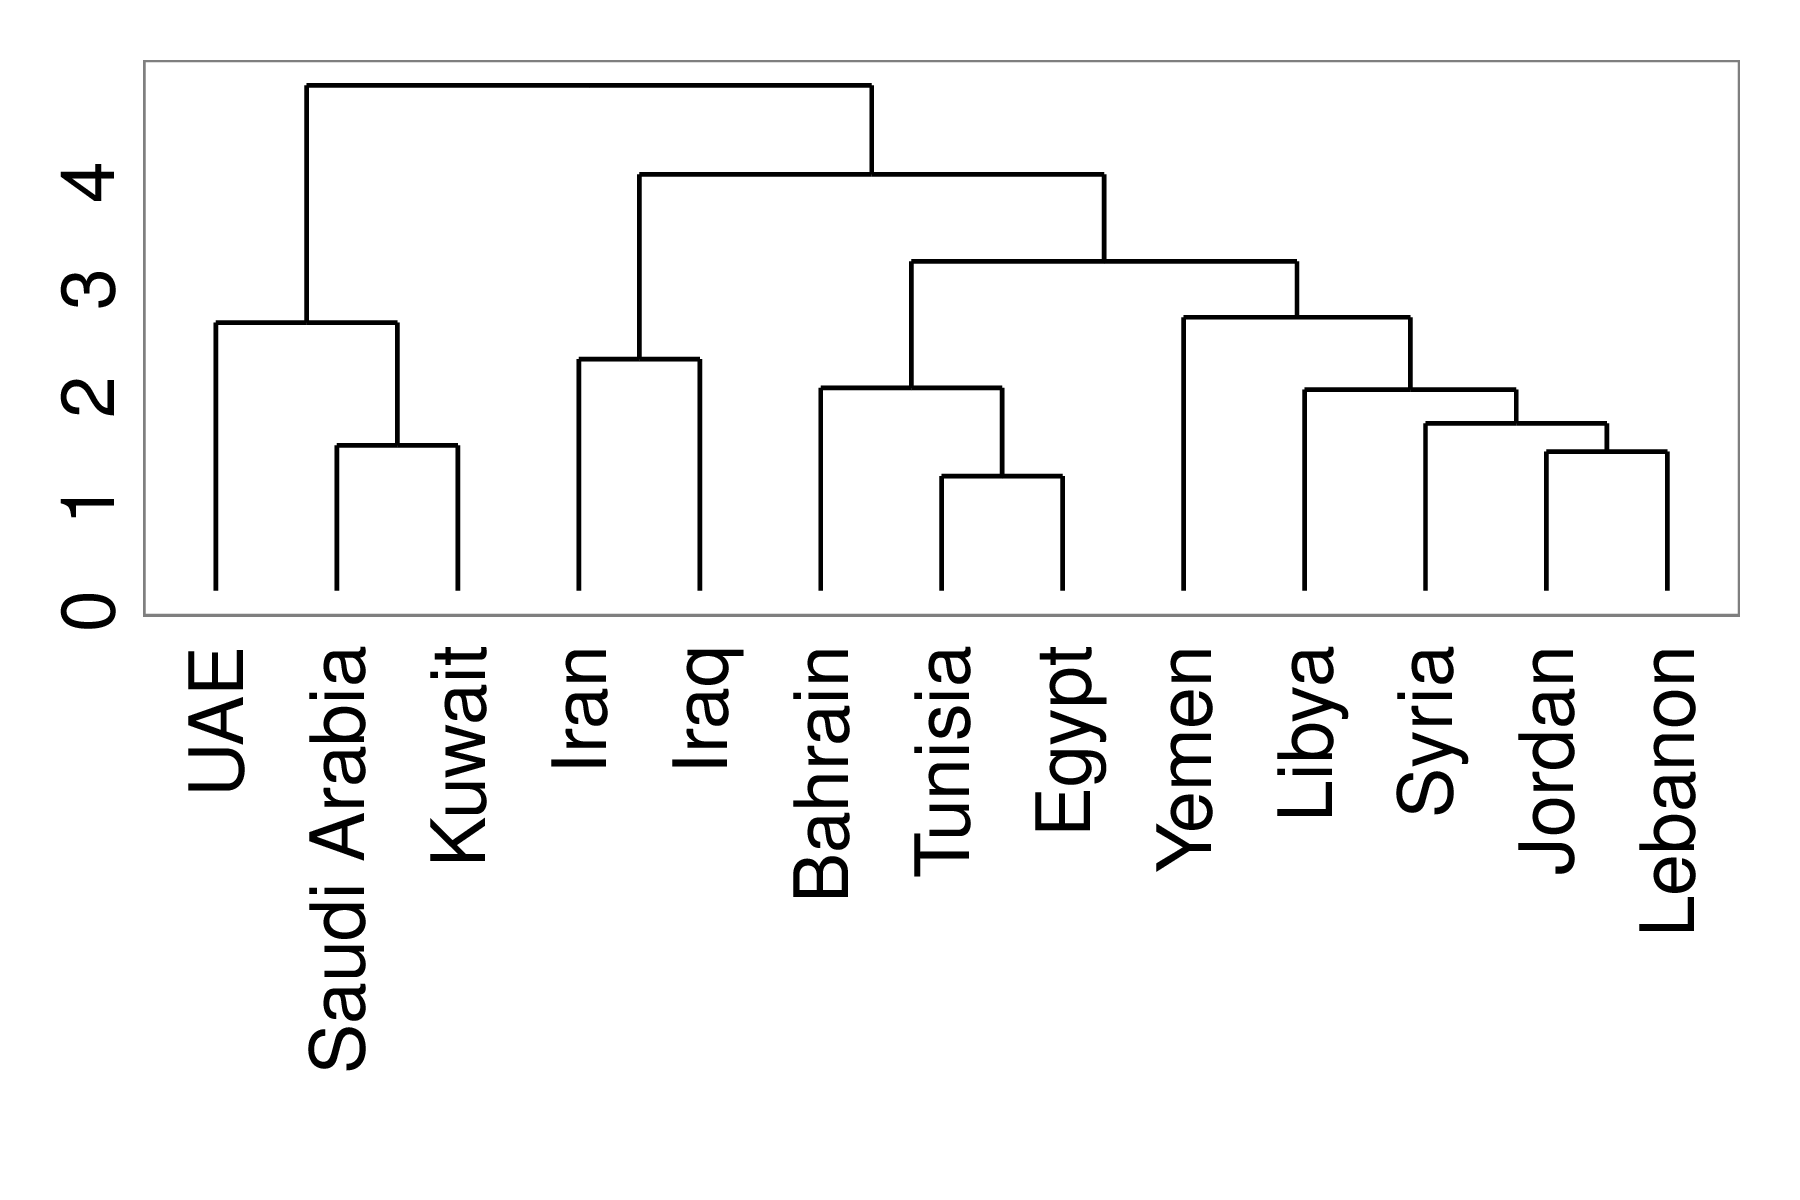 4
3
2
1
0
UAE
Saudi Arabia
Kuwait
Iran
Iraq
Bahrain
Tunisia
Egypt
Yemen
Libya
Syria
Jordan
Lebanon